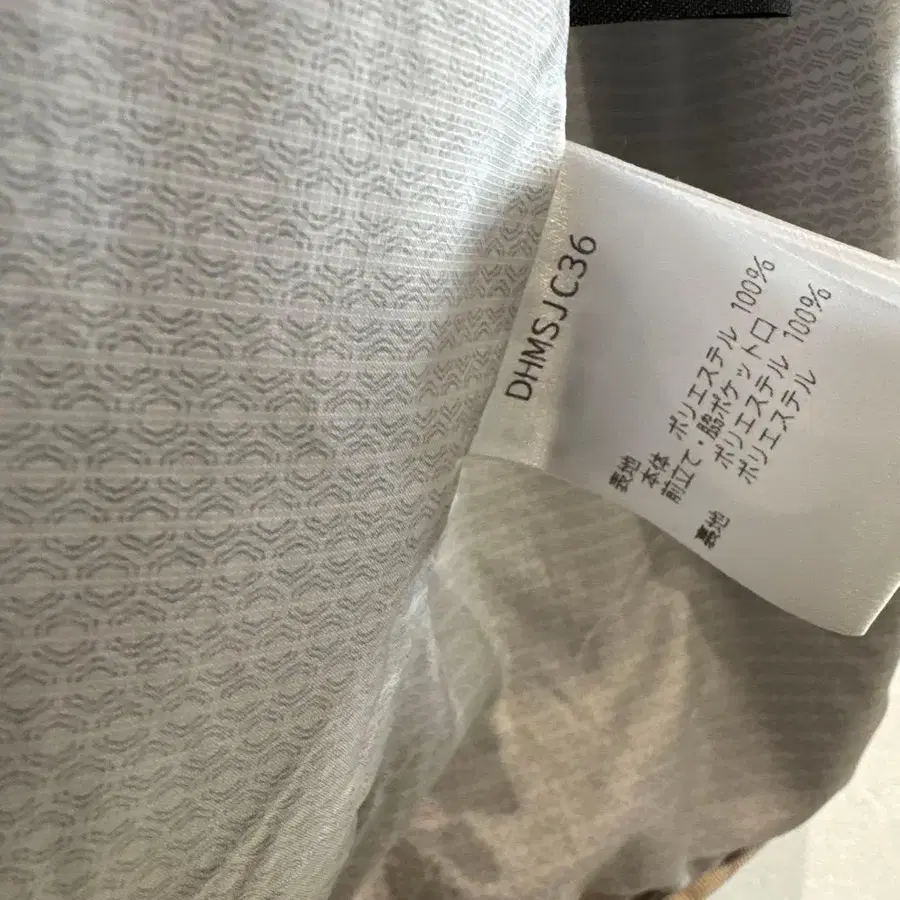 DHMSJC36
表地
本体 ポリエステル 100%
前立て・脇ポケット口
ポリエステル 100%
裏地 ポリエステル